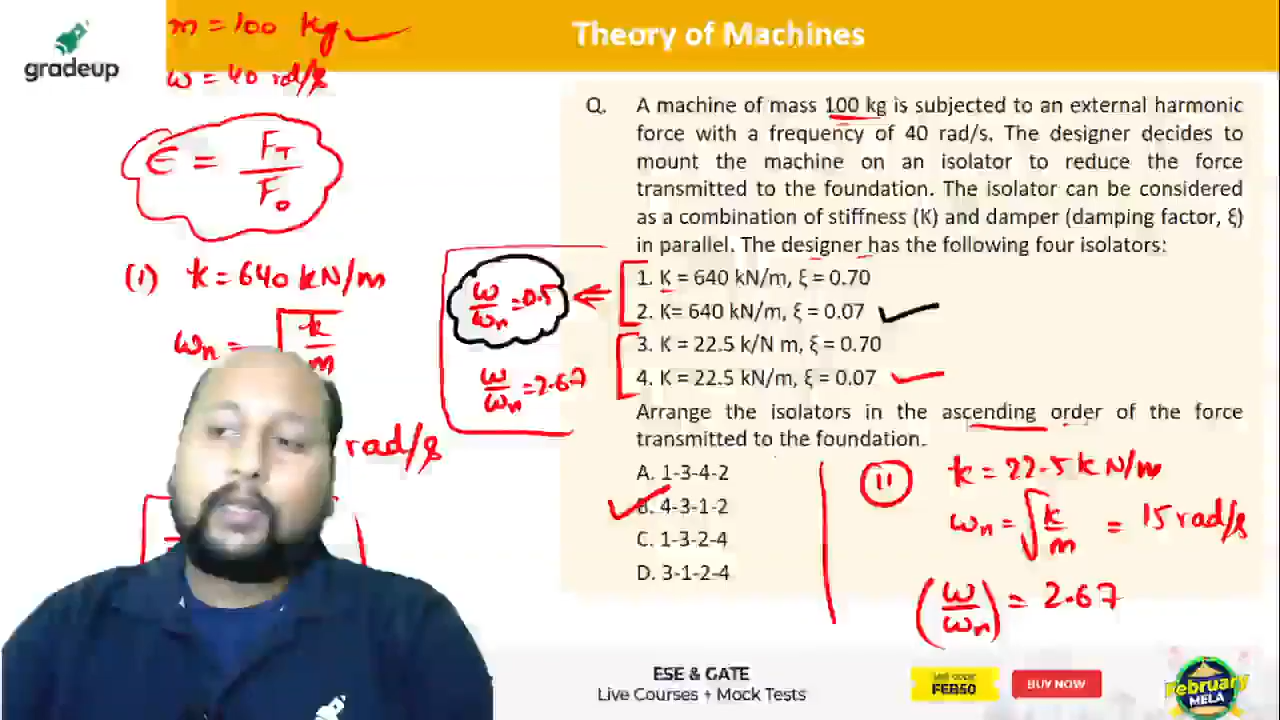 m = 100 kg
ω = 40 rad/s
gradeup
Theory of Machines
ϵ = F_T / F_o
(1) k = 640 kN/m
ω_n = √(k/m)
rad/s
ω/ω_n = 0.5
ω/ω_n = 2.67
Q. A machine of mass 100 kg is subjected to an external harmonic
force with a frequency of 40 rad/s. The designer decides to
mount the machine on an isolator to reduce the force
transmitted to the foundation. The isolator can be considered
as a combination of stiffness (K) and damper (damping factor, ξ)
in parallel. The designer has the following four isolators:
1. K = 640 kN/m, ξ = 0.70
2. K= 640 kN/m, ξ = 0.07
3. K = 22.5 k/N m, ξ = 0.70
4. K = 22.5 kN/m, ξ = 0.07
Arrange the isolators in the ascending order of the force
transmitted to the foundation.
A. 1-3-4-2
B. 4-3-1-2
C. 1-3-2-4
D. 3-1-2-4
(11) k = 22.5 kN/m
ω_n = √(k/m) = 15 rad/s
(ω/ω_n) = 2.67
ESE & GATE
Live Courses + Mock Tests
FEB50
BUY NOW
February
MELA